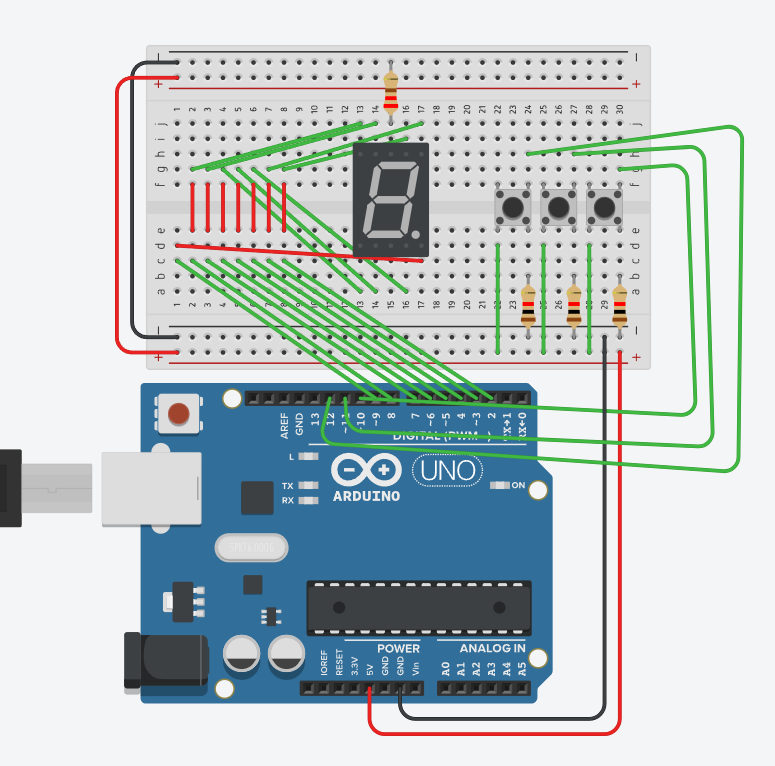 − −
+ +
1 2 3 4 5 6 7 8 9 10 11 12 13 14 15 16 17 18 19 20 21 22 23 24 25 26 27 28 29 30
j j
i i
h h
g g
f f
e e
d d
c c
b b
a a
1 2 3 4 5 6 7 8 9 10 11 12 13 14 15 16 17 18 19 20 21 22 23 25 26 28 29
− −
+ +
AREF GND 13 12 ~11 ~10 ~9 8 7 ~6 ~5 4 ~3 2 TX→1 RX←0
DIGITAL (PWM~)
L
TX
RX
ARDUINO
UNO
ON
POWER ANALOG IN
IOREF RESET 3.3V 5V GND GND Vin A0 A1 A2 A3 A4 A5